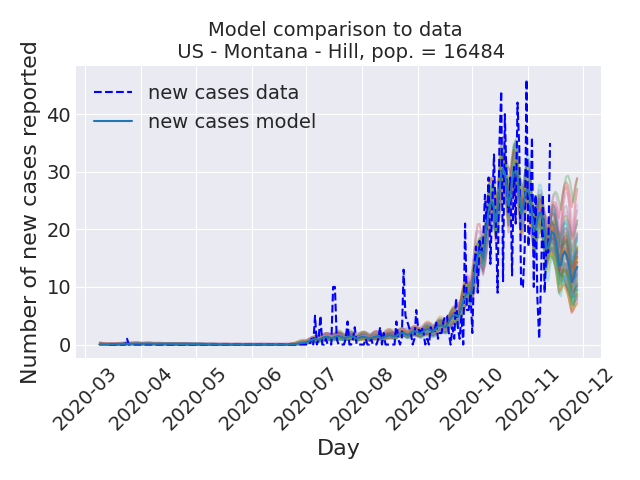 Model comparison to data
US - Montana - Hill, pop. = 16484
Number of new cases reported
new cases data
new cases model
40
30
20
10
0
2020-03
2020-04
2020-05
2020-06
2020-07
2020-08
2020-09
2020-10
2020-11
2020-12
Day